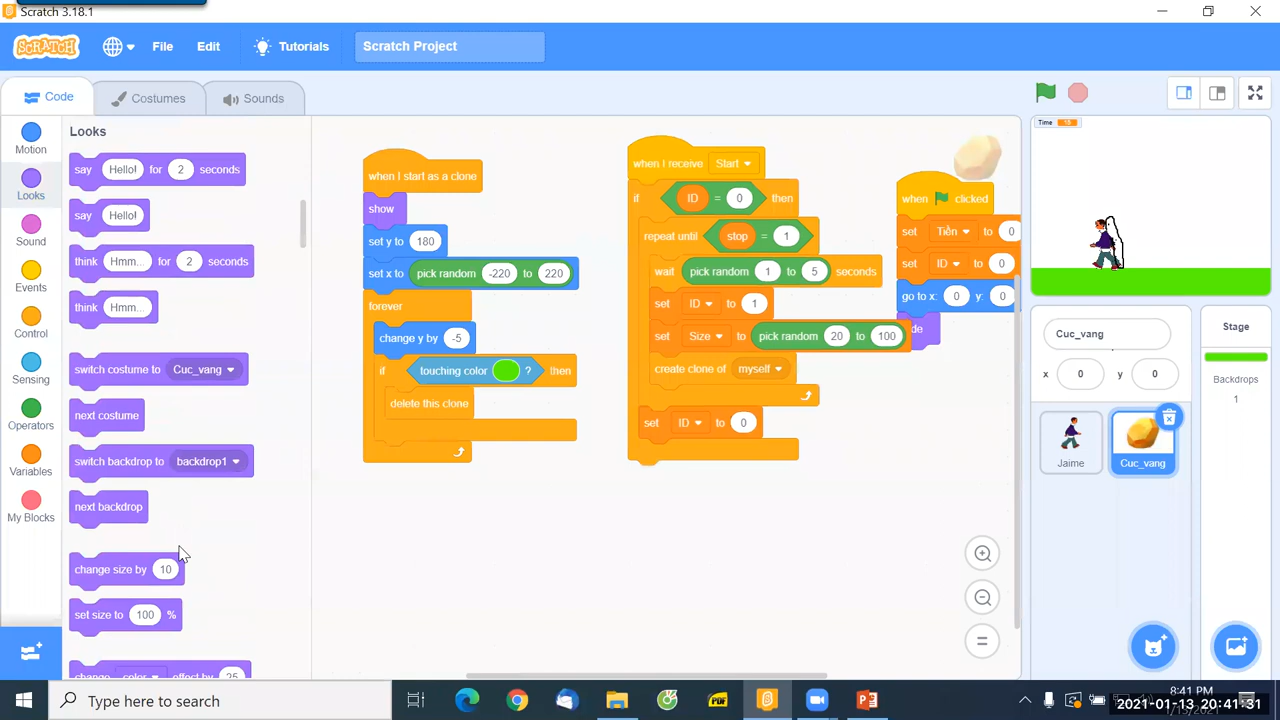 Scratch 3.18.1
SCRATCH
File
Edit
Tutorials
Scratch Project
Code
Costumes
Sounds
Motion
Looks
Sound
Events
Control
Sensing
Operators
Variables
My Blocks
Looks
say Hello! for 2 seconds
say Hello!
think Hmm... for 2 seconds
think Hmm...
switch costume to Cuc_vang
next costume
switch backdrop to backdrop1
next backdrop
change size by 10
set size to 100 %
change color effect by 25
when I start as a clone
show
set y to 180
set x to pick random -220 to 220
forever
change y by -5
if touching color ? then
delete this clone
when I receive Start
if ID = 0 then
repeat until stop = 1
wait pick random 1 to 5 seconds
set ID to 1
set Size to pick random 20 to 100
create clone of myself
set ID to 0
when clicked
set Tiền to 0
set ID to 0
go to x: 0 y: 0
Time
Cuc_vang
x 0 y 0
Jaime
Cuc_vang
Stage
Backdrops
1
Type here to search
PDF
8:41 PM
2021-01-13 20:41:31